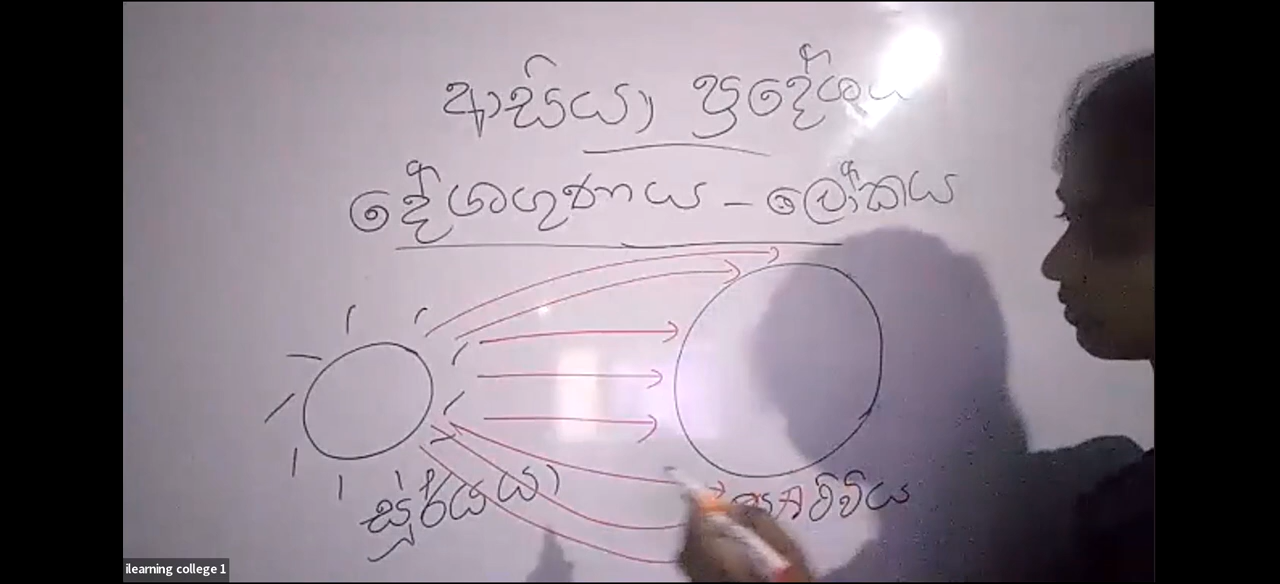 ආසියා ප්‍රදේශය
දේශගුණය – ලෝකය
සූර්යයා
පෘථිවිය
ilearning college 1